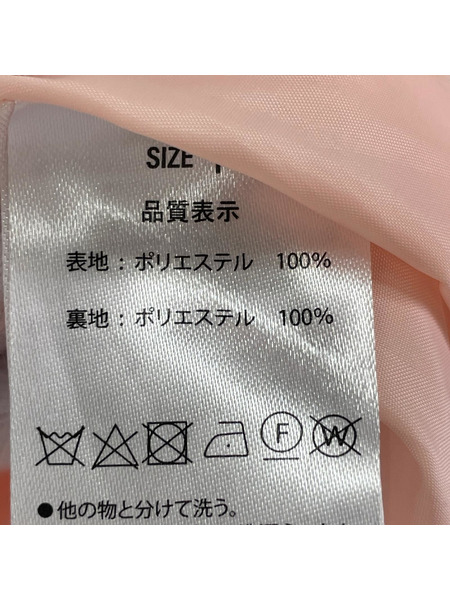 SIZE
品質表示
表地：ポリエステル 100%
裏地：ポリエステル 100%
F W
●他の物と分けて洗う。